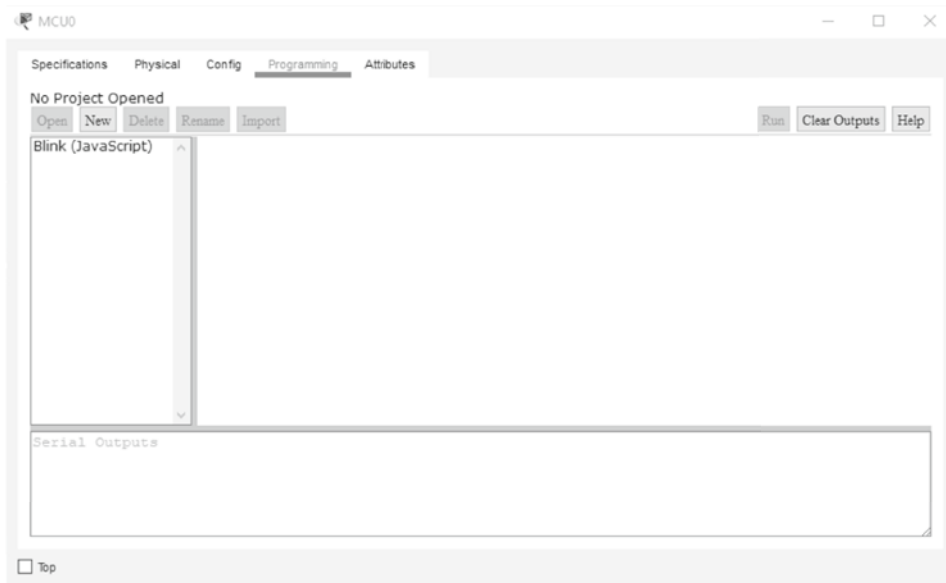 MCU0
Specifications Physical Config Programming Attributes
No Project Opened
Open New Delete Rename Import Run Clear Outputs Help
Blink (JavaScript)
Serial Outputs
Top